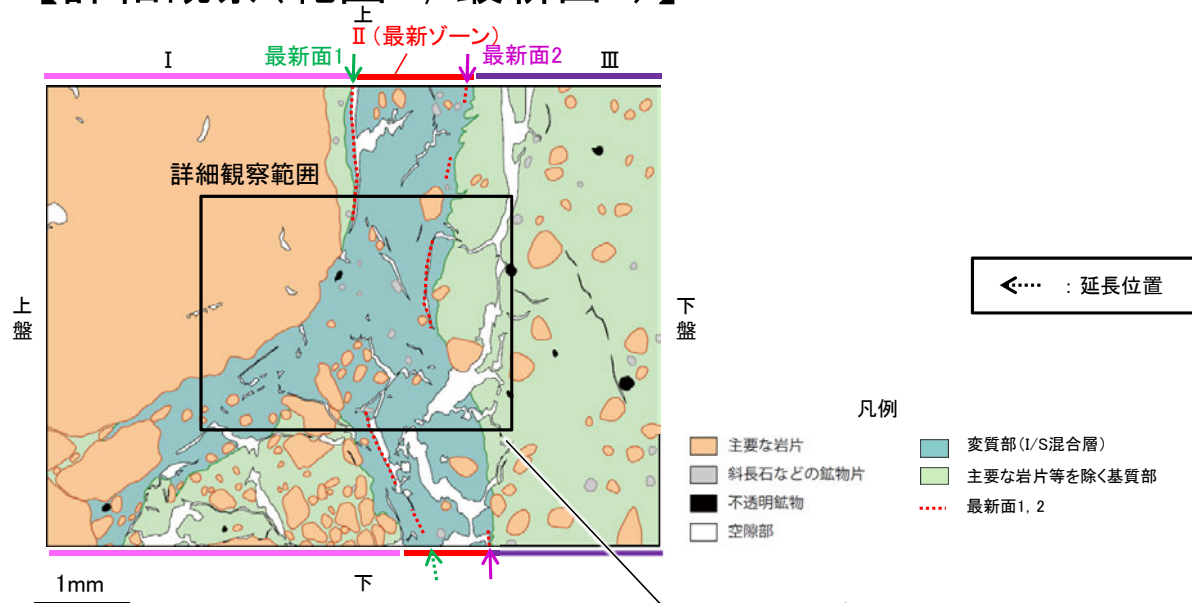 上
Ⅱ(最新ゾーン)
Ⅰ
最新面1
最新面2
Ⅲ
詳細観察範囲
上盤
下盤
: 延長位置
凡例
主要な岩片
変質部(I/S混合層)
斜長石などの鉱物片
主要な岩片等を除く基質部
不透明鉱物
最新面1, 2
空隙部
1mm
下